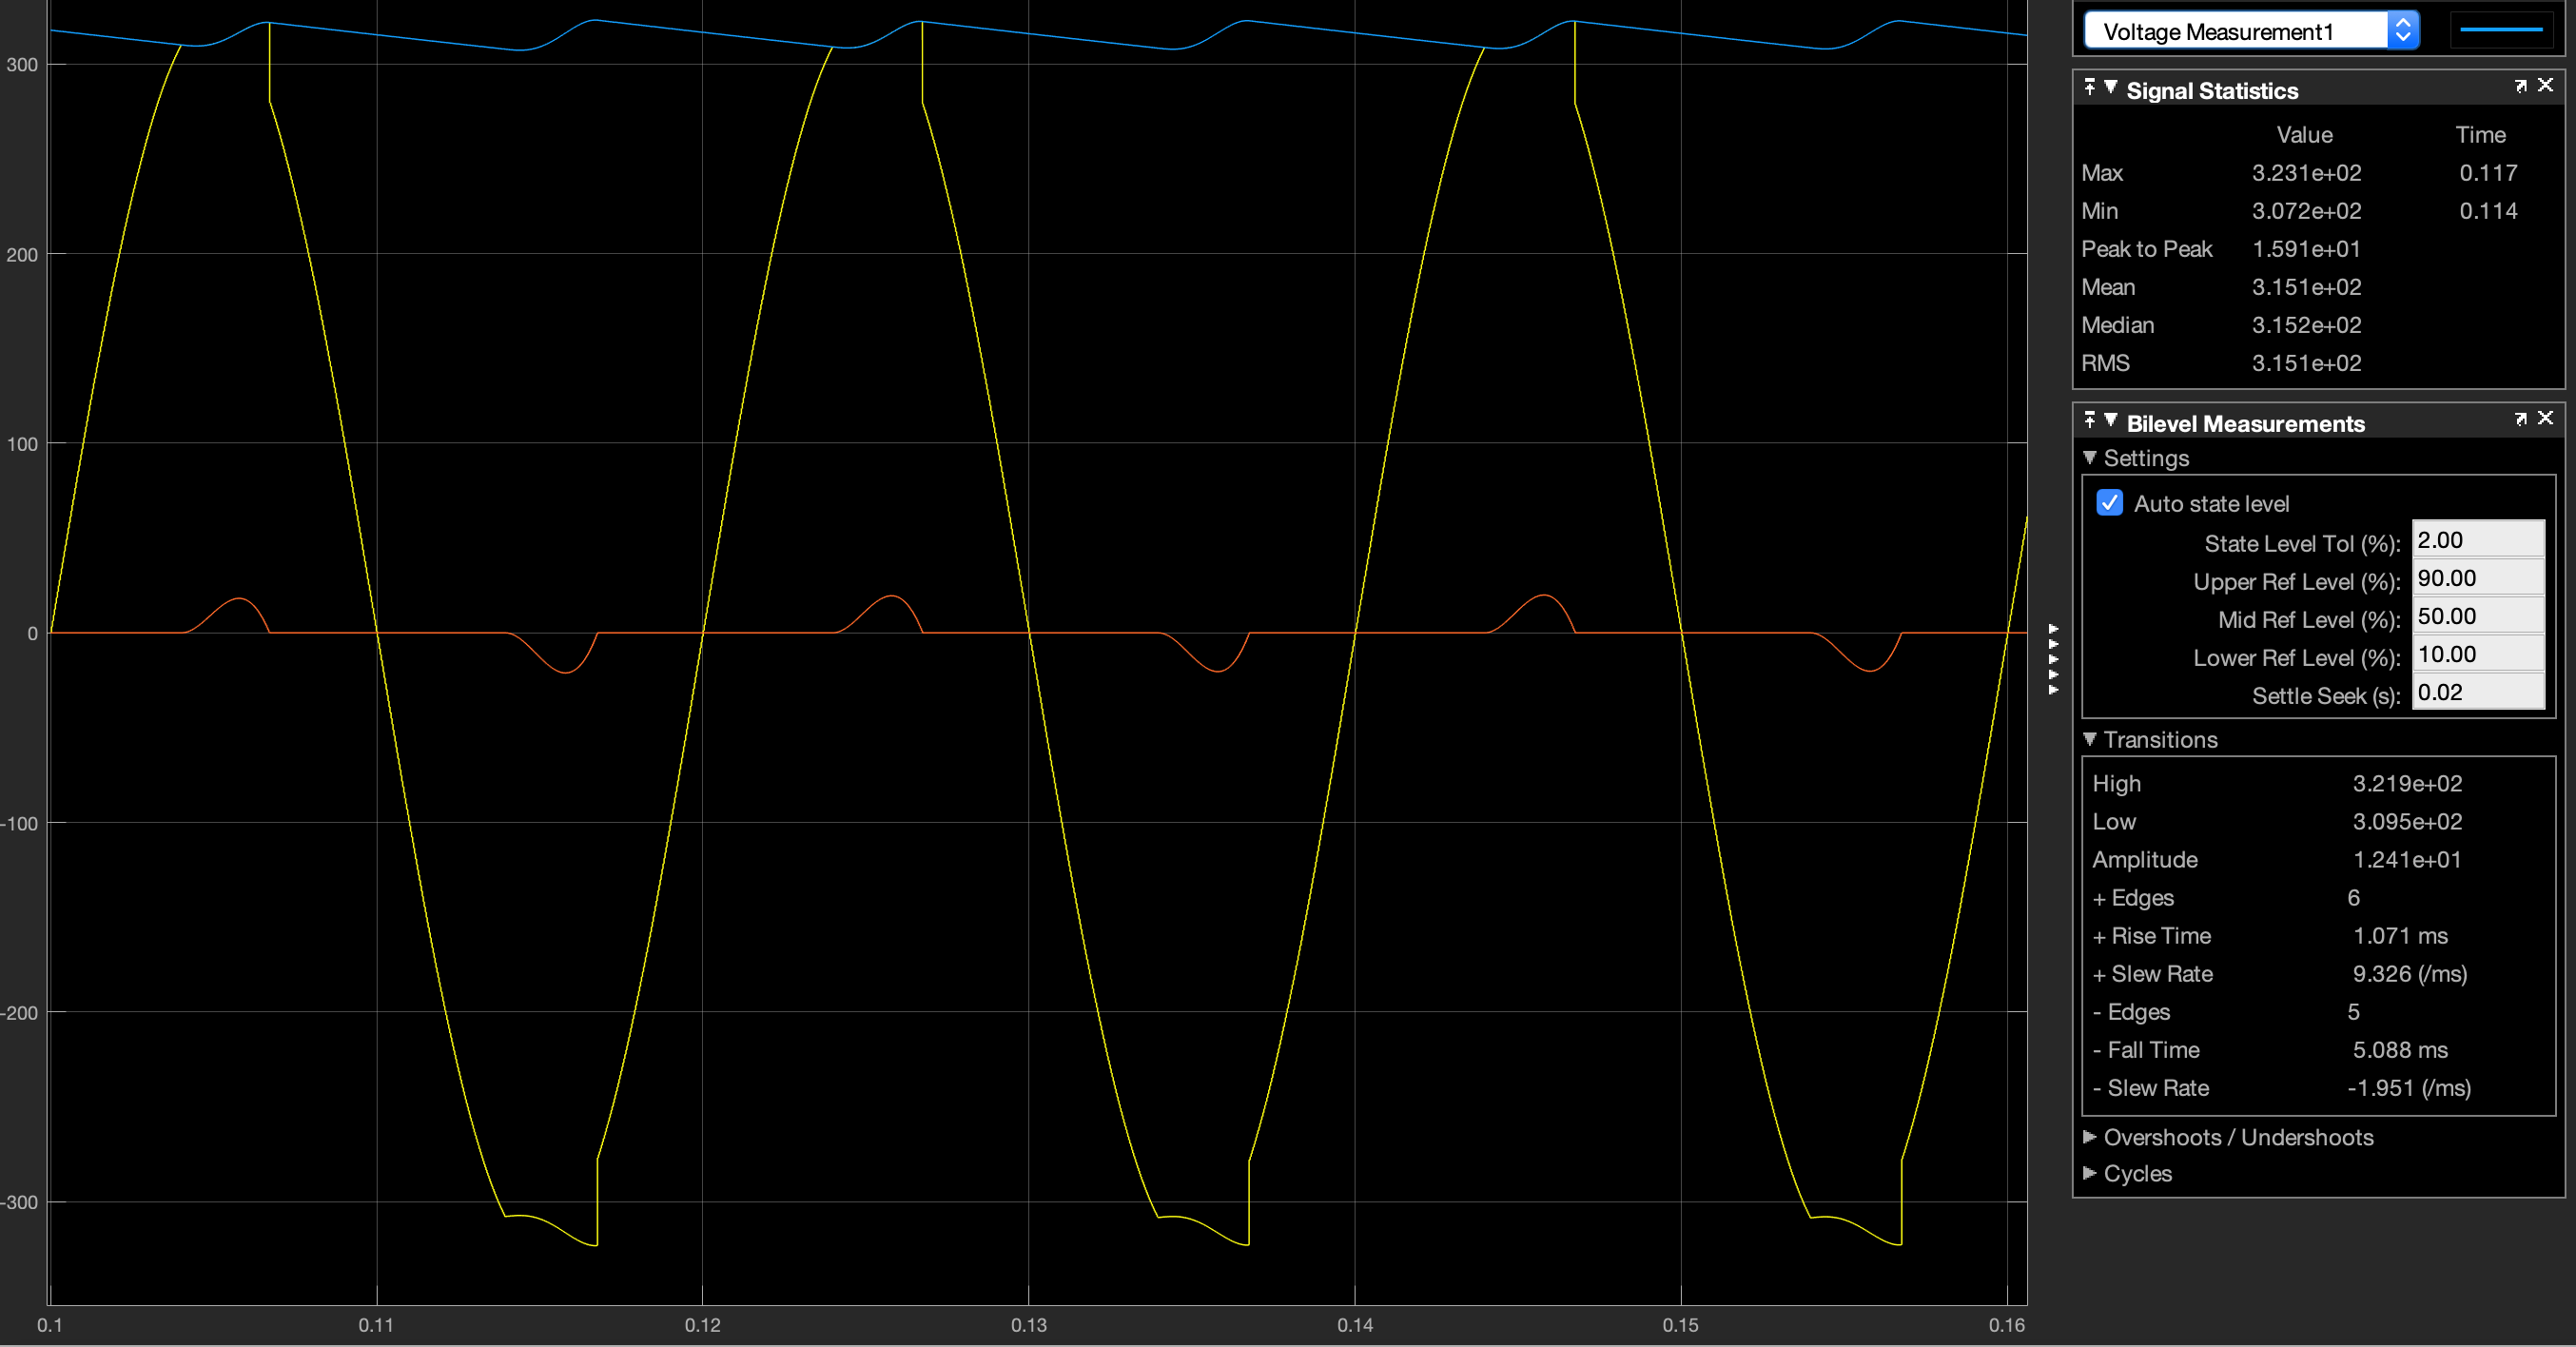 300
200
100
0
-100
-200
-300
0.1 0.11 0.12 0.13 0.14 0.15 0.16
Voltage Measurement1
Signal Statistics
Value Time
Max 3.231e+02 0.117
Min 3.072e+02 0.114
Peak to Peak 1.591e+01
Mean 3.151e+02
Median 3.152e+02
RMS 3.151e+02
Bilevel Measurements
Settings
Auto state level
State Level Tol (%): 2.00
Upper Ref Level (%): 90.00
Mid Ref Level (%): 50.00
Lower Ref Level (%): 10.00
Settle Seek (s): 0.02
Transitions
High 3.219e+02
Low 3.095e+02
Amplitude 1.241e+01
+ Edges 6
+ Rise Time 1.071 ms
+ Slew Rate 9.326 (/ms)
- Edges 5
- Fall Time 5.088 ms
- Slew Rate -1.951 (/ms)
Overshoots / Undershoots
Cycles